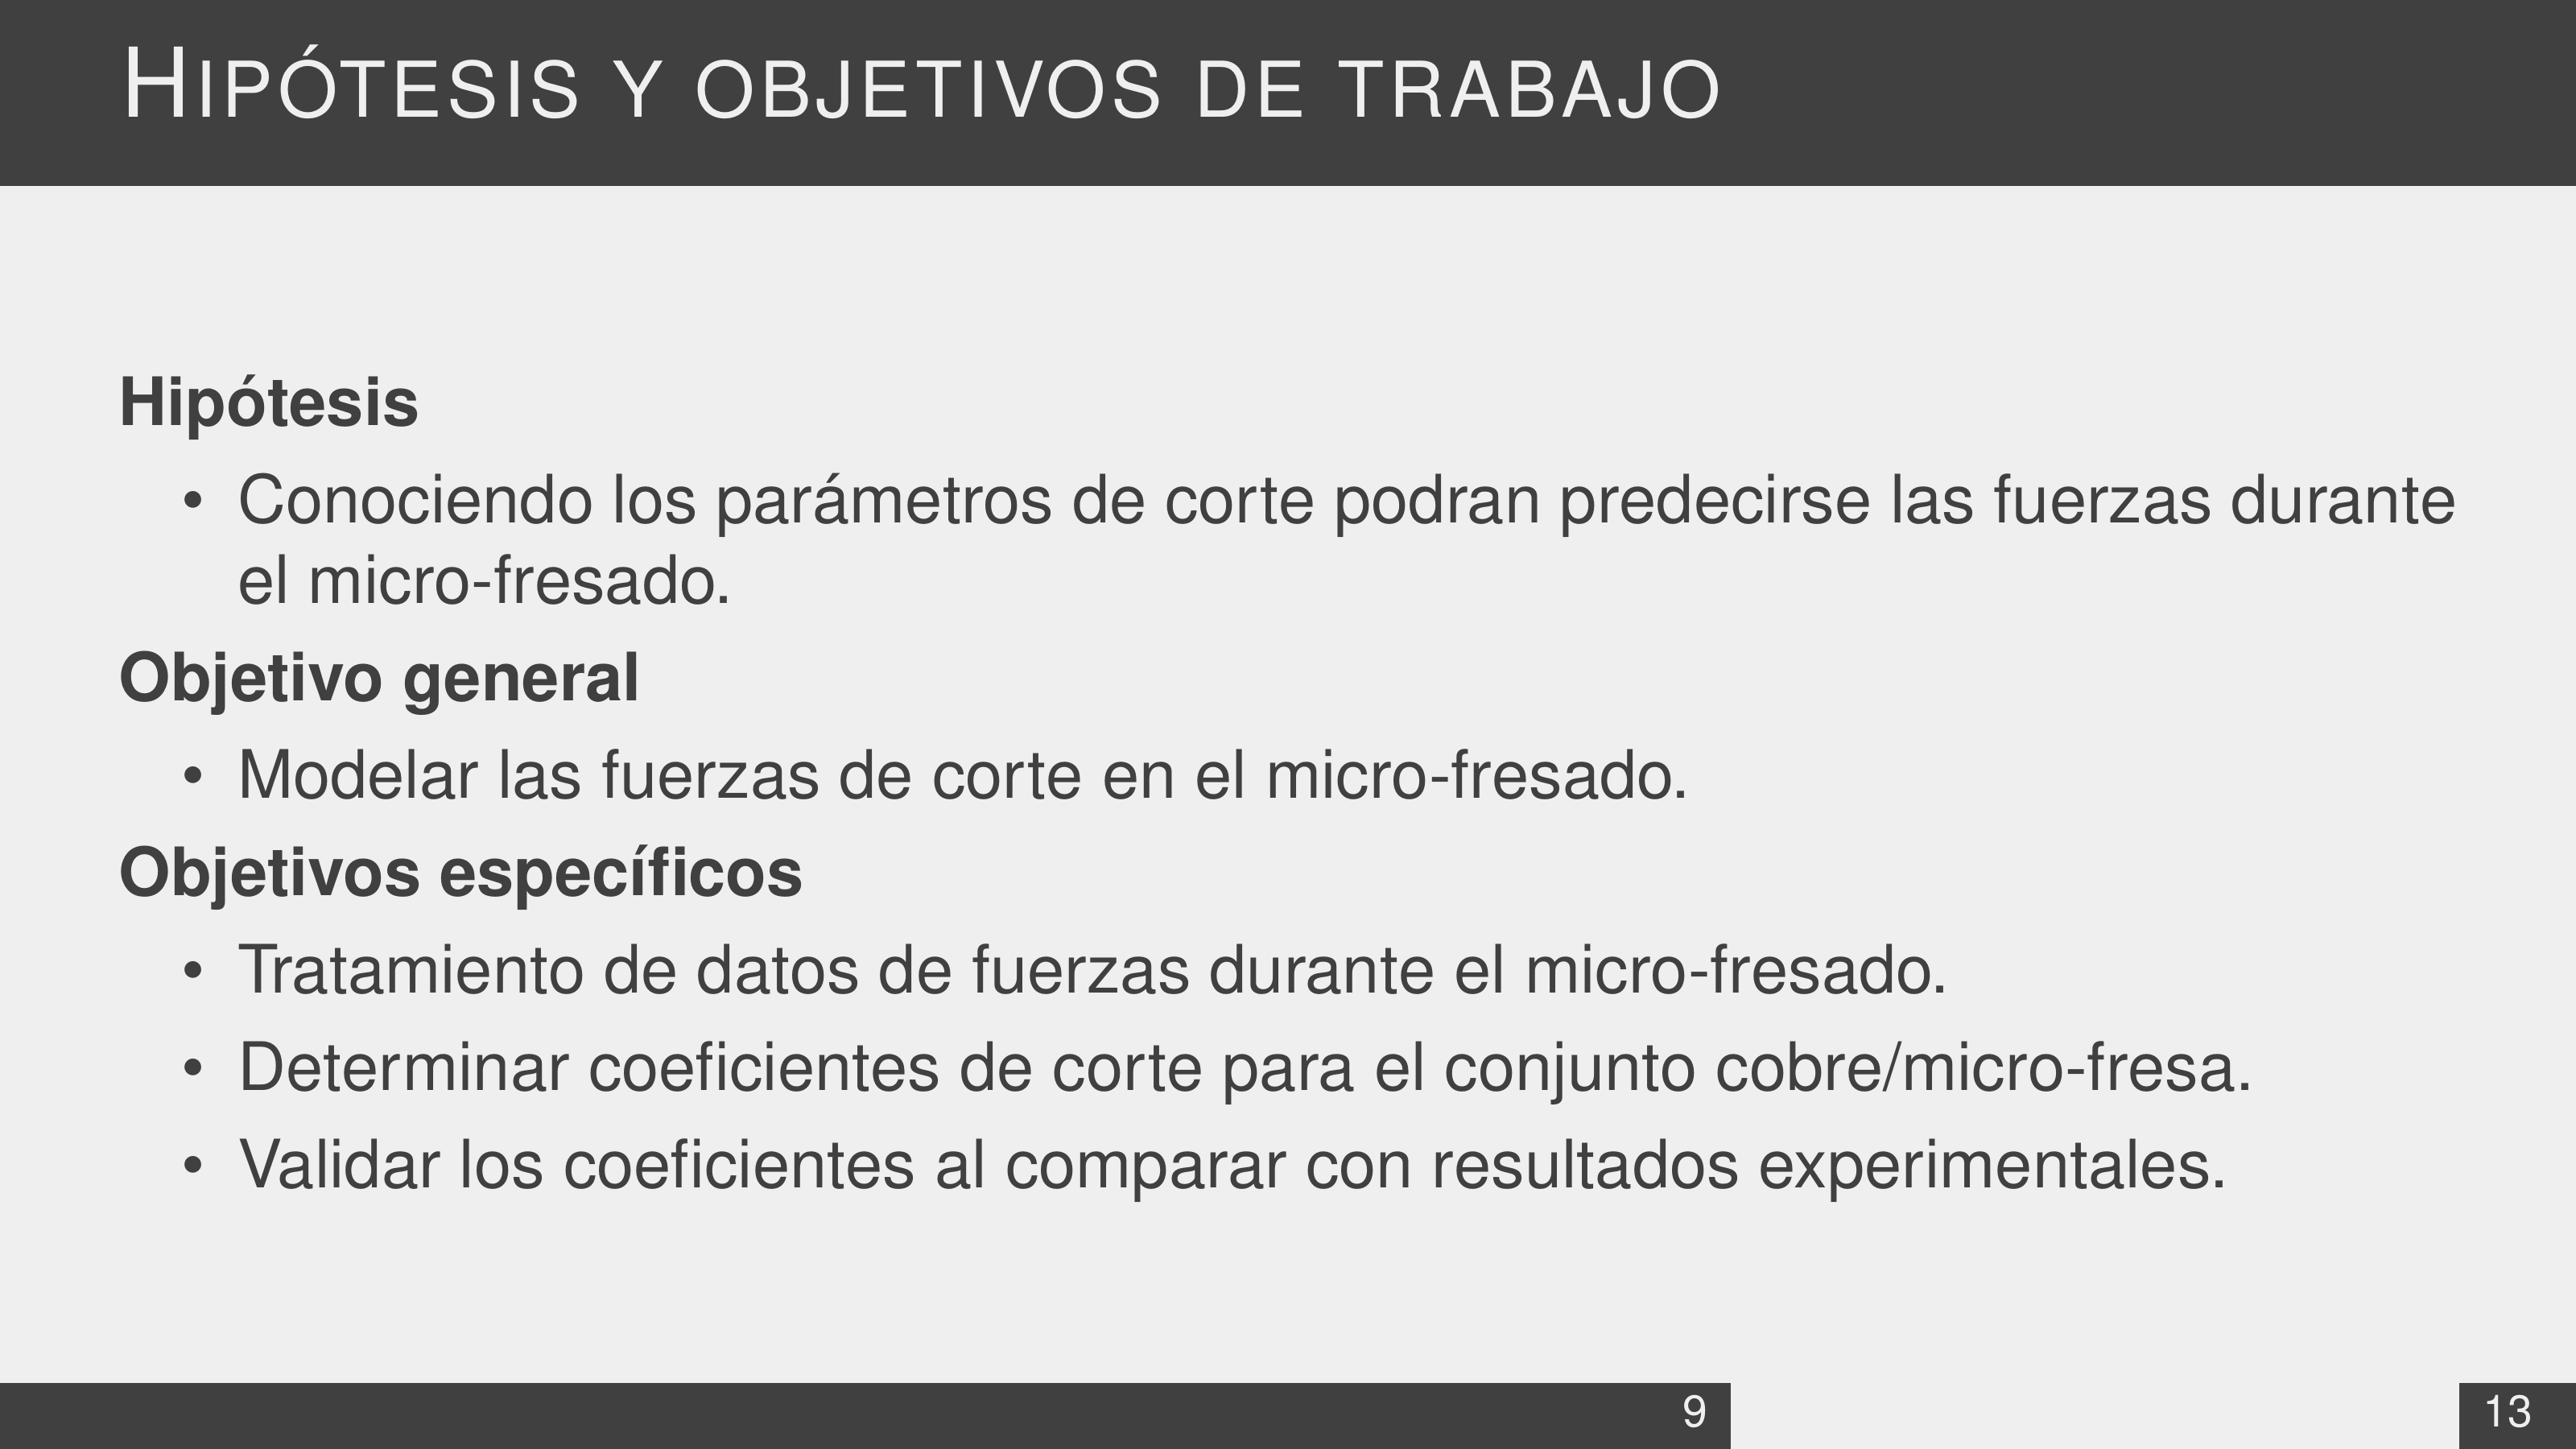 HIPÓTESIS Y OBJETIVOS DE TRABAJO
Hipótesis
• Conociendo los parámetros de corte podran predecirse las fuerzas durante
el micro-fresado.
Objetivo general
• Modelar las fuerzas de corte en el micro-fresado.
Objetivos específicos
• Tratamiento de datos de fuerzas durante el micro-fresado.
• Determinar coeficientes de corte para el conjunto cobre/micro-fresa.
• Validar los coeficientes al comparar con resultados experimentales.
9 13